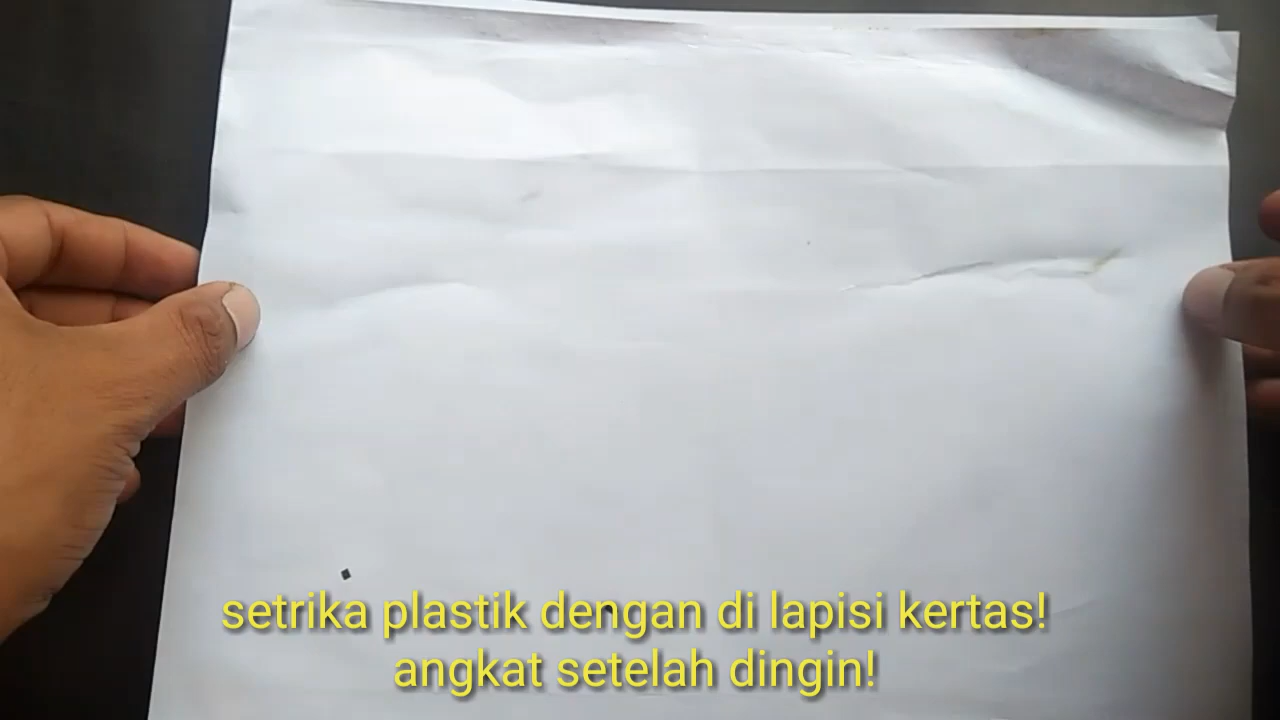 setrika plastik dengan di lapisi kertas!
angkat setelah dingin!